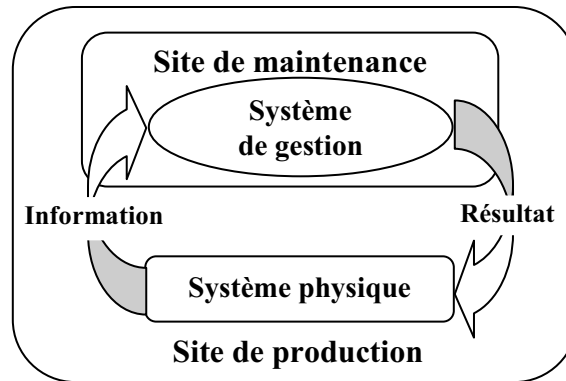 Site de maintenance
Système
de gestion
Information
Résultat
Système physique
Site de production